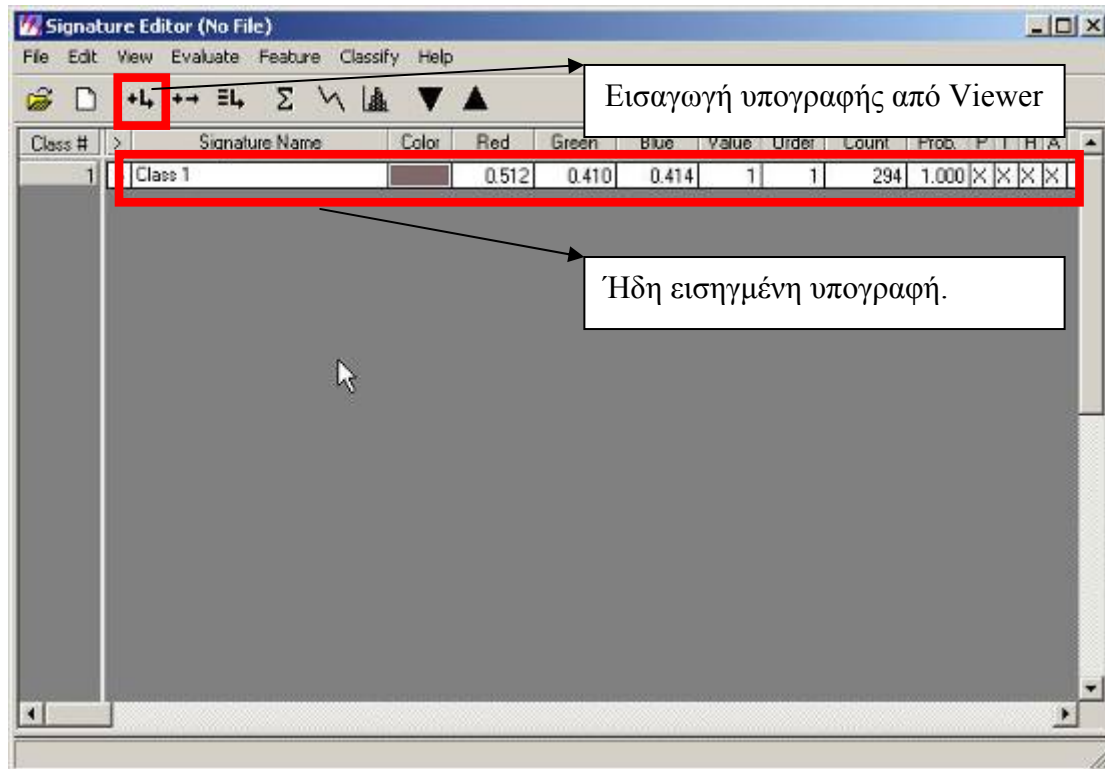 Signature Editor (No File)
File Edit View Evaluate Feature Classify Help
Εισαγωγή υπογραφής από Viewer
Class # > Signature Name Color Red Green Blue Value Order Count Prob. P I H A
1 Class 1 0.512 0.410 0.414 1 1 294 1.000 X X X X
Ήδη εισηγμένη υπογραφή.